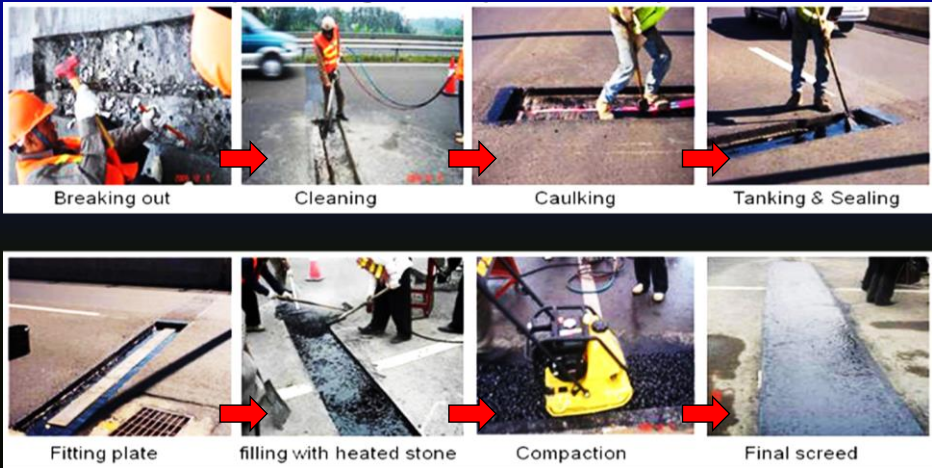 Breaking out
Cleaning
Caulking
Tanking & Sealing
Fitting plate
filling with heated stone
Compaction
Final screed